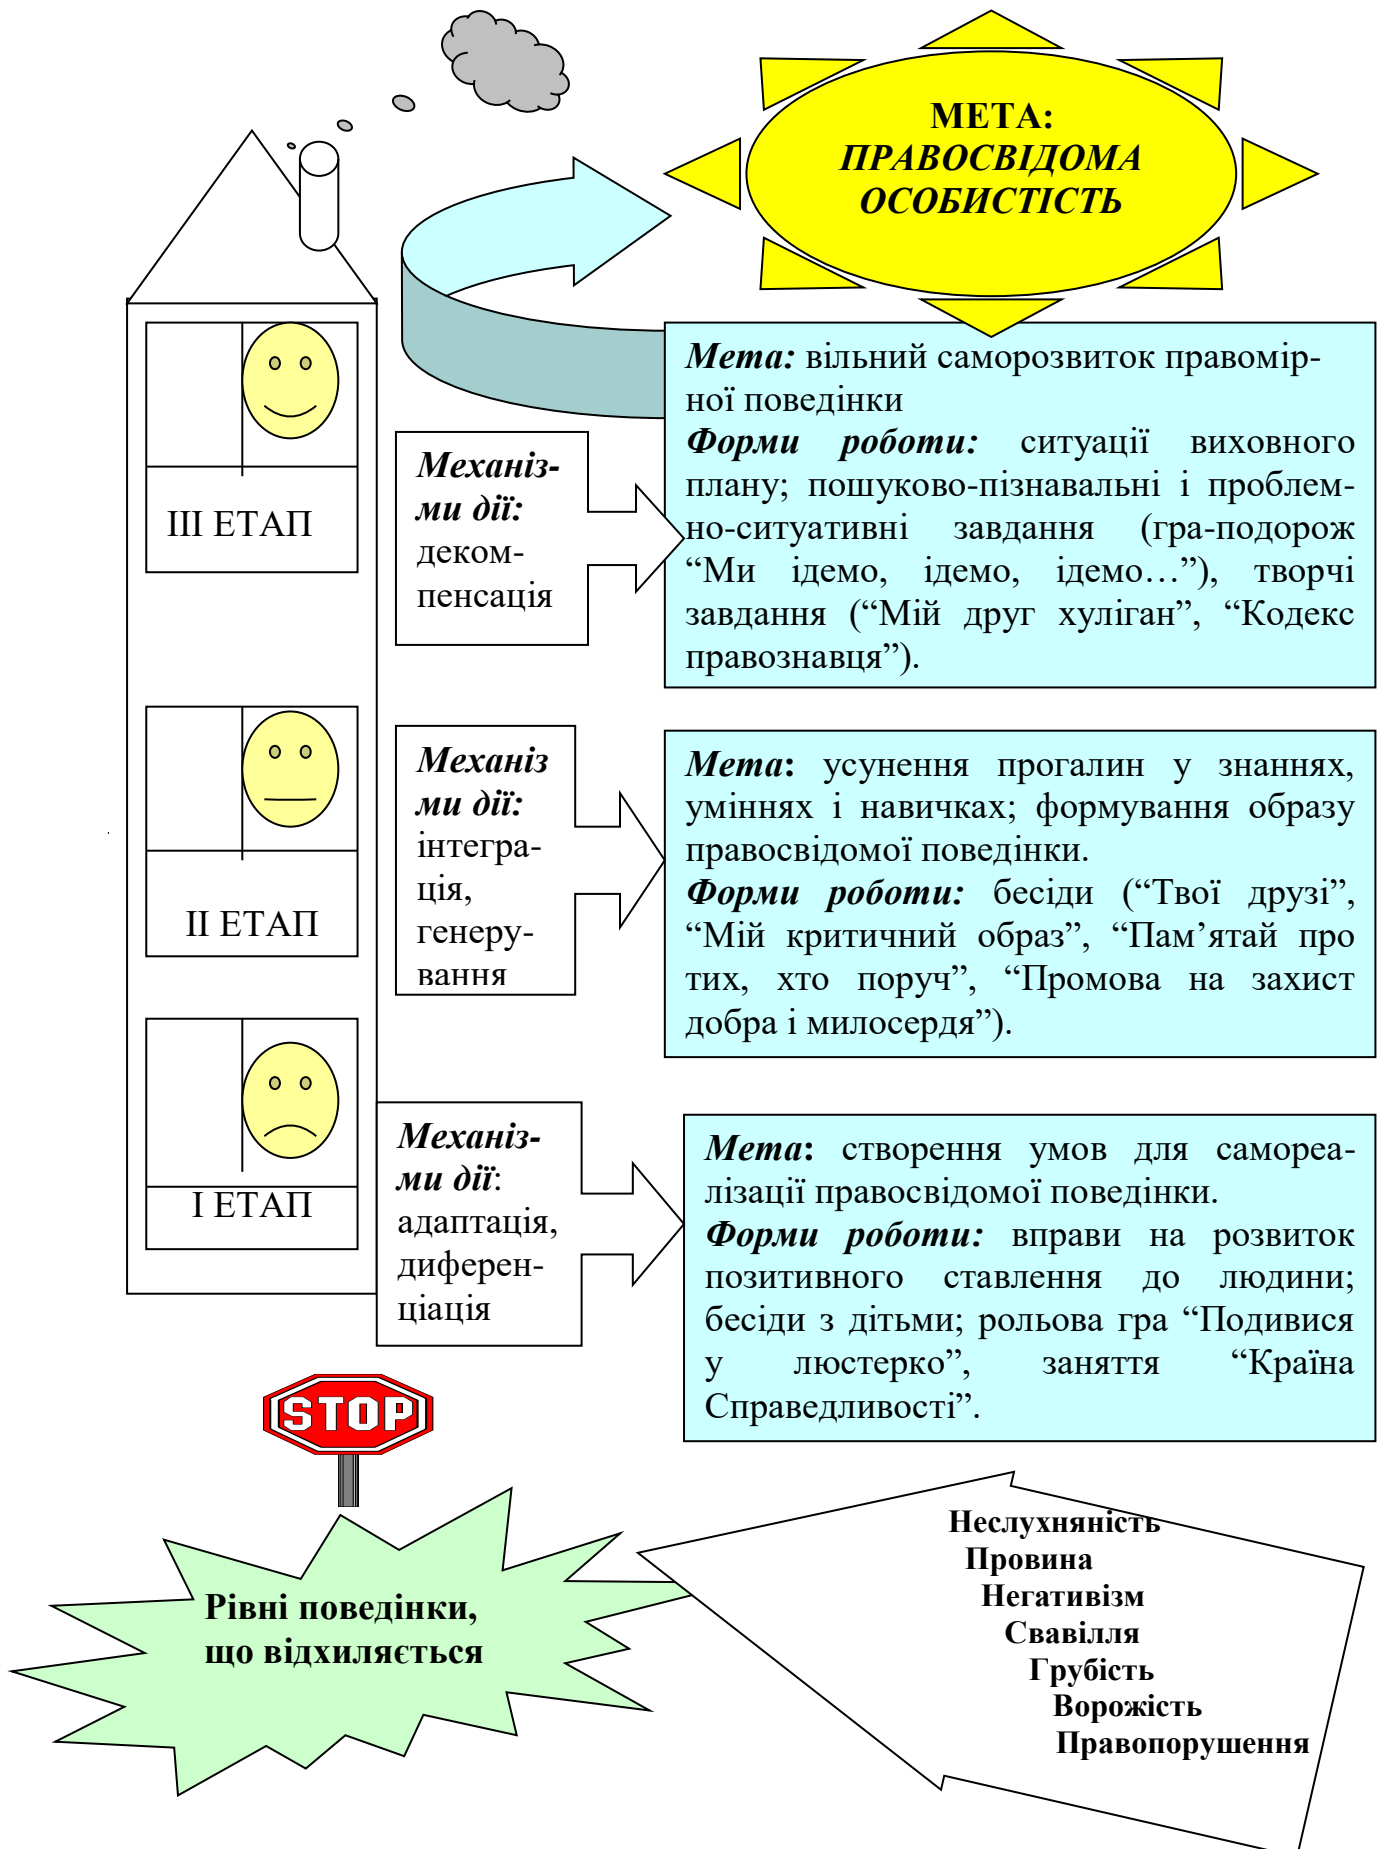 МЕТА:
ПРАВОСВІДОМА
ОСОБИСТІСТЬ
Мета: вільний саморозвиток правомір-
ної поведінки
Форми роботи: ситуації виховного
плану; пошуково-пізнавальні і проблем-
но-ситуативні завдання (гра-подорож
“Ми їдемо, їдемо, їдемо…”), творчі
завдання (“Мій друг хуліган”, “Кодекс
правознавця”).
Механіз-
ми дії:
деком-
пенсація
ІІІ ЕТАП
Механіз
ми дії:
інтегра-
ція,
генеру-
вання
Мета: усунення прогалин у знаннях,
уміннях і навичках; формування образу
правосвідомої поведінки.
Форми роботи: бесіди (“Твої друзі”,
“Мій критичний образ”, “Пам’ятай про
тих, хто поруч”, “Промова на захист
добра і милосердя”).
ІІ ЕТАП
Механіз-
ми дії:
адаптація,
диферен-
ціація
Мета: створення умов для самореа-
лізації правосвідомої поведінки.
Форми роботи: вправи на розвиток
позитивного ставлення до людини;
бесіди з дітьми; рольова гра “Подивися
у люстерко”, заняття “Країна
Справедливості”.
І ЕТАП
STOP
Рівні поведінки,
що відхиляється
Неслухняність
Провина
Негативізм
Свавілля
Грубість
Ворожість
Правопорушення